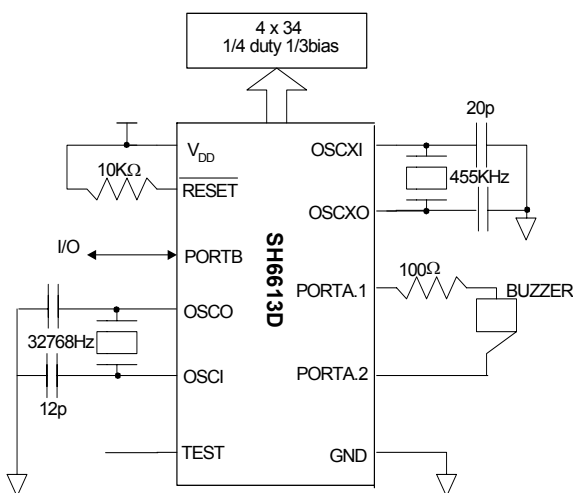 4 x 34
1/4 duty 1/3bias
20p
VDD
OSCXI
10KΩ
455KHz
RESET
OSCXO
I/O
PORTB
SH6613D
100Ω
PORTA.1
BUZZER
OSCO
32768Hz
OSCI
PORTA.2
12p
TEST
GND